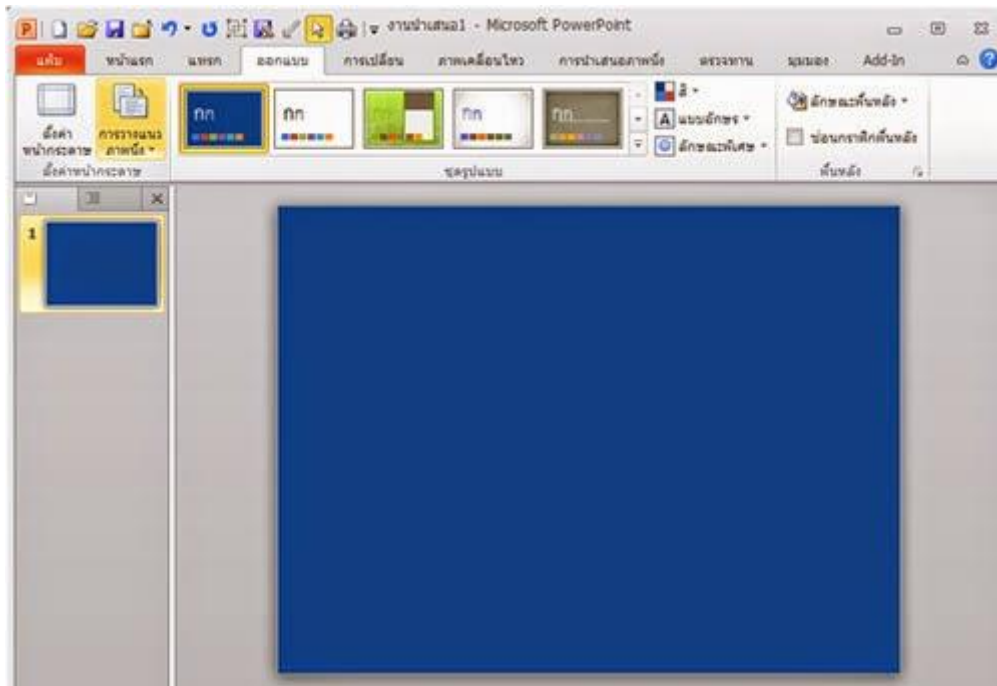 งานนำเสนอ1 - Microsoft PowerPoint
แฟ้ม หน้าแรก แทรก ออกแบบ การเปลี่ยน ภาพเคลื่อนไหว การนำเสนอภาพนิ่ง ตรวจทาน มุมมอง Add-In
ตั้งค่า
หน้ากระดาษ
การวางแนว
ภาพนิ่ง
กก กก กก กก
สี
แบบอักษร
ลักษณะพิเศษ
ลักษณะพื้นหลัง
ซ่อนกราฟิกพื้นหลัง
ตั้งค่าหน้ากระดาษ ชุดรูปแบบ พื้นหลัง
1